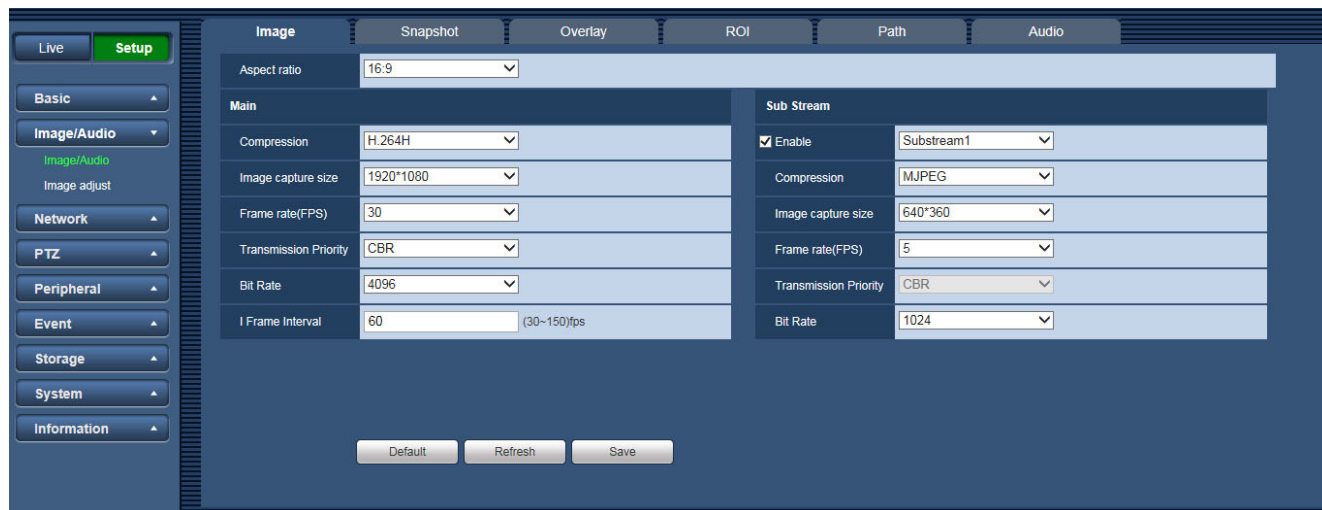 Live Setup
Basic
Image/Audio
Image/Audio
Image adjust
Network
PTZ
Peripheral
Event
Storage
System
Information
Image Snapshot Overlay ROI Path Audio
Aspect ratio 16:9
Main
Compression H.264H
Image capture size 1920*1080
Frame rate(FPS) 30
Transmission Priority CBR
Bit Rate 4096
I Frame Interval 60 (30~150)fps
Sub Stream
Enable Substream1
Compression MJPEG
Image capture size 640*360
Frame rate(FPS) 5
Transmission Priority CBR
Bit Rate 1024
Default Refresh Save